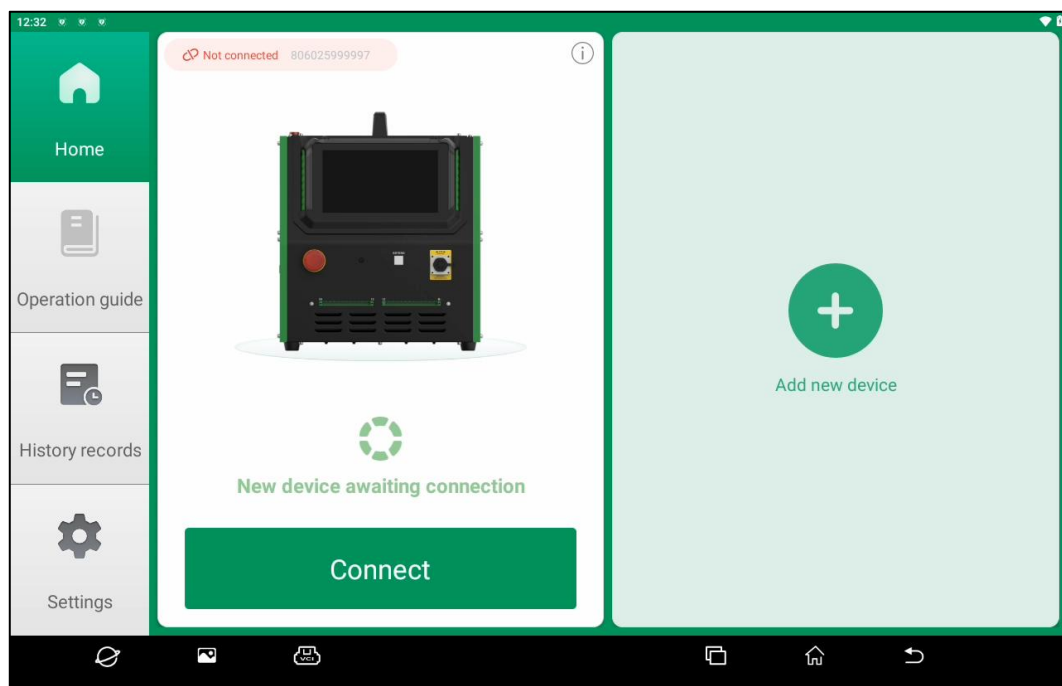 12:32
Not connected 806025999997
Home
Operation guide
History records
Settings
New device awaiting connection
Connect
Add new device
VCI